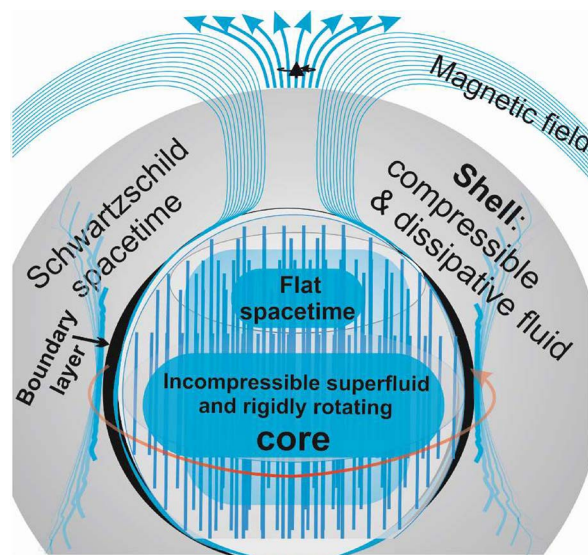 Magnetic field
Schwartzschild
spacetime
Shell:
compressible
& dissipative fluid
Boundary
layer
Flat
spacetime
Incompressible superfluid
and rigidly rotating
core